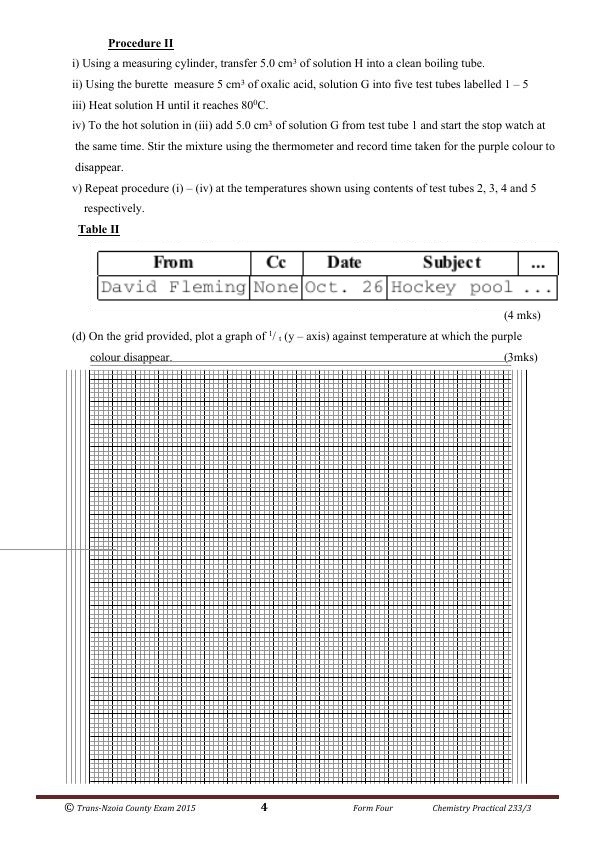 Procedure II
i) Using a measuring cylinder, transfer 5.0 cm³ of solution H into a clean boiling tube.
ii) Using the burette measure 5 cm³ of oxalic acid, solution G into five test tubes labelled 1 – 5
iii) Heat solution H until it reaches 80⁰C.
iv) To the hot solution in (iii) add 5.0 cm³ of solution G from test tube 1 and start the stop watch at
the same time. Stir the mixture using the thermometer and record time taken for the purple colour to
disappear.
v) Repeat procedure (i) – (iv) at the temperatures shown using contents of test tubes 2, 3, 4 and 5
respectively.
Table II
From Cc Date Subject ...
David Fleming None Oct. 26 Hockey pool ...
(4 mks)
(d) On the grid provided, plot a graph of ¹/ ₜ (y – axis) against temperature at which the purple
colour disappear. (3mks)
© Trans-Nzoia County Exam 2015 4 Form Four Chemistry Practical 233/3